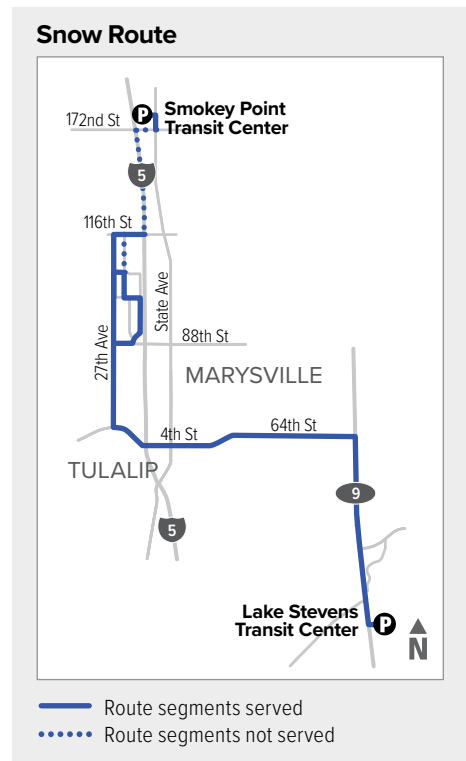 Snow Route
P
Smokey Point
Transit Center
172nd St
5
116th St
State Ave
27th Ave
88th St
MARYSVILLE
64th St
4th St
TULALIP
9
5
Lake Stevens
Transit Center
P
N
Route segments served
Route segments not served